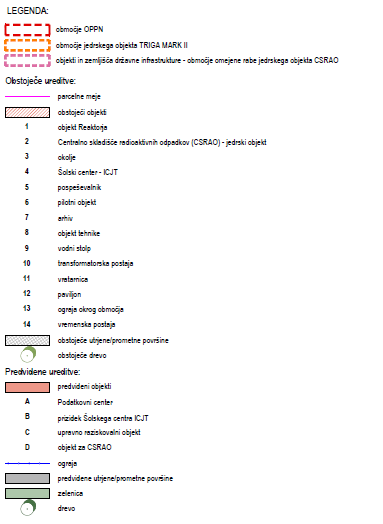 LEGENDA:
območje OPPN
območje jedrskega objekta TRIGA MARK II
objekti in zemljišča državne infrastrukture - območje omejene rabe jedrskega objekta CSRAO
Obstoječe ureditve:
parcelne meje
obstoječi objekti
1 objekt Reaktorja
2 Centralno skladišče radioaktivnih odpadkov (CSRAO) - jedrski objekt
3 okolje
4 Šolski center - ICJT
5 pospeševalnik
6 pilotni objekt
7 arhiv
8 objekt tehnike
9 vodni stolp
10 transformatorska postaja
11 vratarnica
12 paviljon
13 ograja okrog območja
14 vremenska postaja
obstoječe utrjene/prometne površine
obstoječe drevo
Predvidene ureditve:
predvideni objekti
A Podatkovni center
B prizidek Šolskega centra ICJT
C upravno raziskovalni objekt
D objekt za CSRAO
ograja
predvidene utrjene/prometne površine
zelenica
drevo